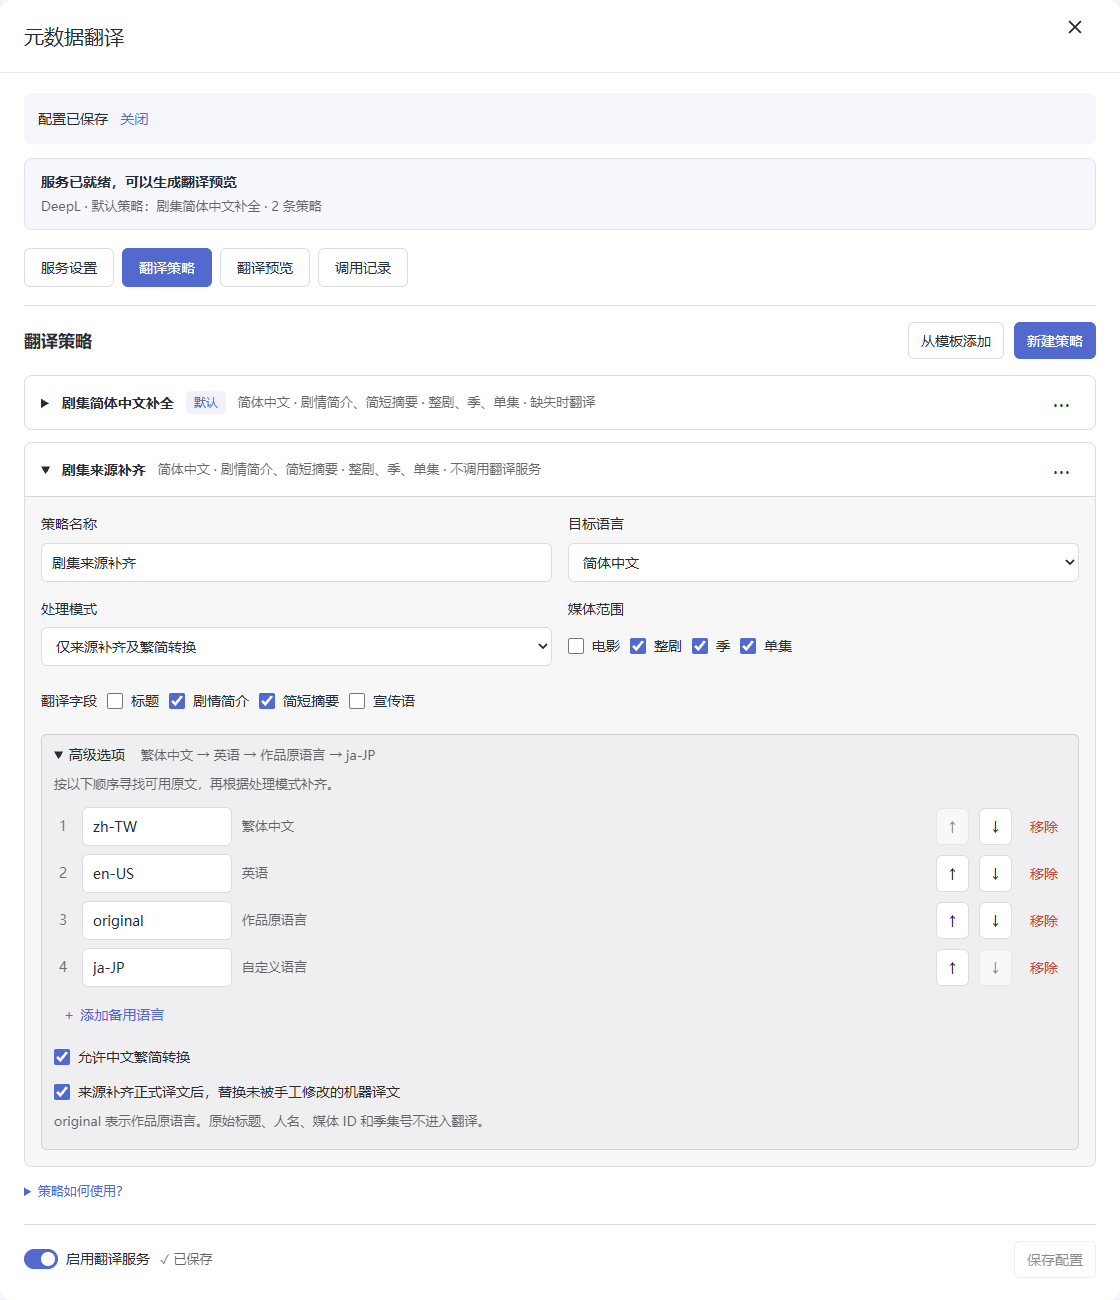 元数据翻译
配置已保存 关闭
服务已就绪，可以生成翻译预览
DeepL · 默认策略：剧集简体中文补全 · 2 条策略
服务设置 翻译策略 翻译预览 调用记录
翻译策略 从模板添加 新建策略
剧集简体中文补全 默认 简体中文 · 剧情简介、简短摘要 · 整剧、季、单集 · 缺失时翻译 ...
剧集来源补齐 简体中文 · 剧情简介、简短摘要 · 整剧、季、单集 · 不调用翻译服务 ...
策略名称 目标语言
剧集来源补齐 简体中文
处理模式 媒体范围
仅来源补齐及繁简转换 电影 整剧 季 单集
翻译字段 标题 剧情简介 简短摘要 宣传语
高级选项 繁体中文 → 英语 → 作品原语言 → ja-JP
按以下顺序寻找可用原文，再根据处理模式补齐。
1 zh-TW 繁体中文 ↑ ↓ 移除
2 en-US 英语 ↑ ↓ 移除
3 original 作品原语言 ↑ ↓ 移除
4 ja-JP 自定义语言 ↑ ↓ 移除
+ 添加备用语言
允许中文繁简转换
来源补齐正式译文后，替换未被手工修改的机器译文
original 表示作品原语言。原始标题、人名、媒体 ID 和季集号不进入翻译。
策略如何使用?
启用翻译服务 ✓ 已保存 保存配置